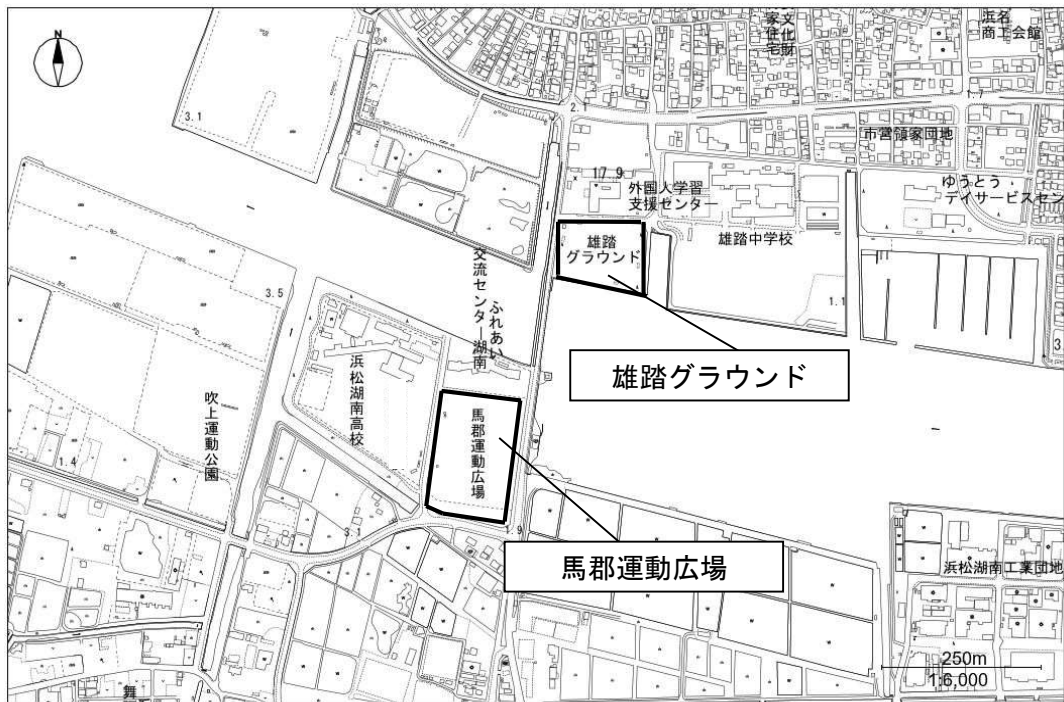 N
文化財
家住宅
浜名
商工会館
3.1
2.1
1.7
市営領家団地
17.9
外国人学習
支援センター
ゆうとう
デイサービスセン
雄踏
グラウンド
雄踏中学校
3.5
1.1
3.
ふれあい
交流センター湖南
雄踏グラウンド
浜松湖南高校
吹上運動公園
馬郡運動広場
1.4
3.1
1.9
馬郡運動広場
浜松湖南工業団地
250m
1:6,000
舞